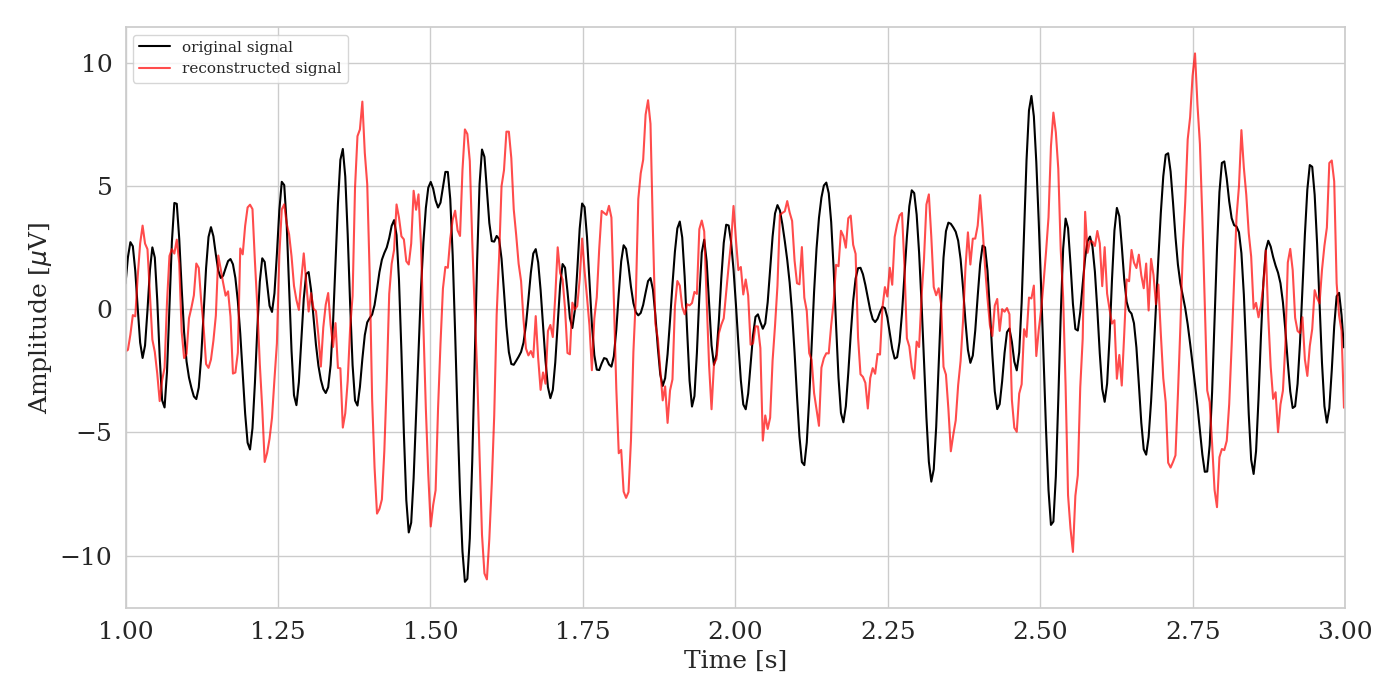 original signal
reconstructed signal
10
5
0
−5
−10
Amplitude [μV]
1.00 1.25 1.50 1.75 2.00 2.25 2.50 2.75 3.00
Time [s]